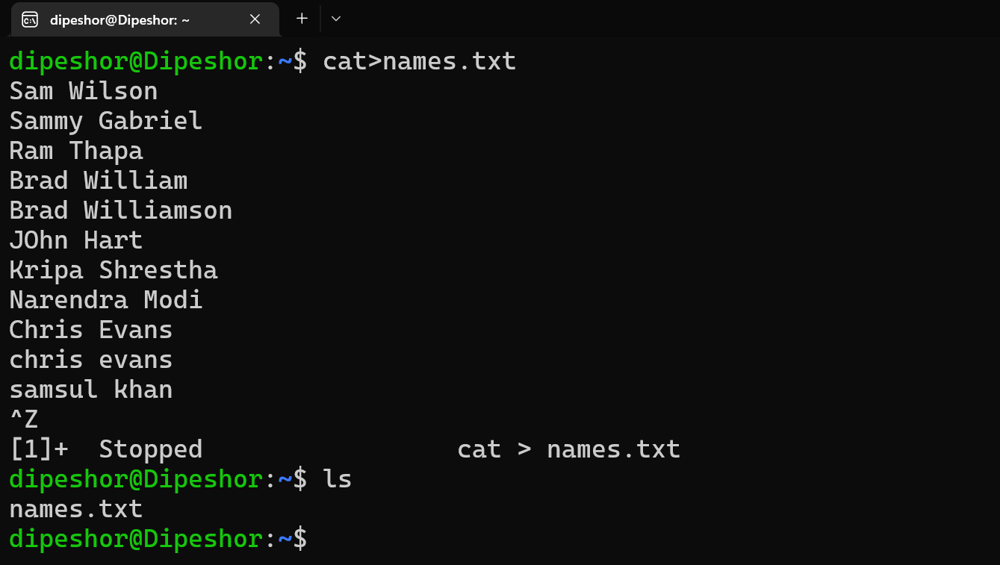 dipeshor@Dipeshor: ~
dipeshor@Dipeshor:~$ cat>names.txt
Sam Wilson
Sammy Gabriel
Ram Thapa
Brad William
Brad Williamson
JOhn Hart
Kripa Shrestha
Narendra Modi
Chris Evans
chris evans
samsul khan
^Z
[1]+  Stopped                 cat > names.txt
dipeshor@Dipeshor:~$ ls
names.txt
dipeshor@Dipeshor:~$